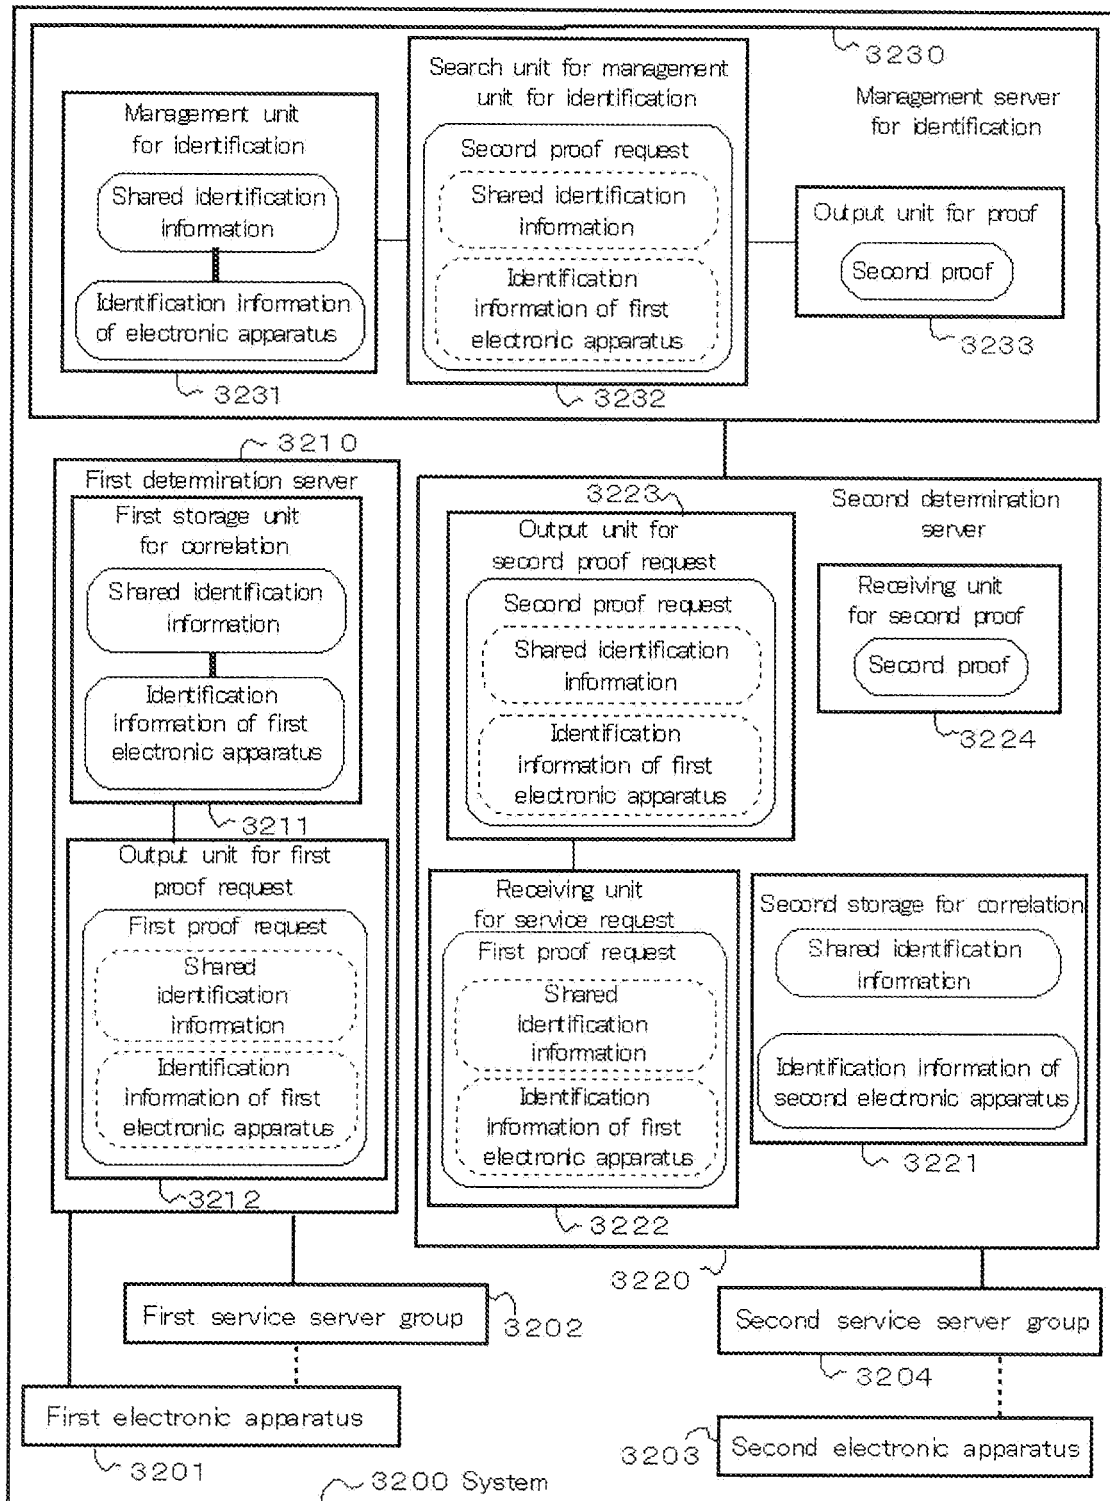 3230
Management server
for identification
Management unit
for identification
Shared identification
information
Identification information
of electronic apparatus
3231
Search unit for management
unit for identification
Second proof request
Shared identification
information
Identification
information of first
electronic apparatus
3232
Output unit for proof
Second proof
3233
3210
First determination server
First storage unit
for correlation
Shared identification
information
Identification
information of first
electronic apparatus
3211
Output unit for first
proof request
First proof request
Shared
identification
information
Identification
information of first
electronic apparatus
3212
Second determination
server
3223
Output unit for
second proof request
Second proof request
Shared identification
information
Identification
information of first
electronic apparatus
Receiving unit
for second proof
Second proof
3224
Receiving unit
for service request
First proof request
Shared
identification
information
Identification
information of first
electronic apparatus
3222
Second storage for correlation
Shared identification
information
Identification information of
second electronic apparatus
3221
3220
First service server group
3202
Second service server group
3204
First electronic apparatus
3201
3203
Second electronic apparatus
3200 System